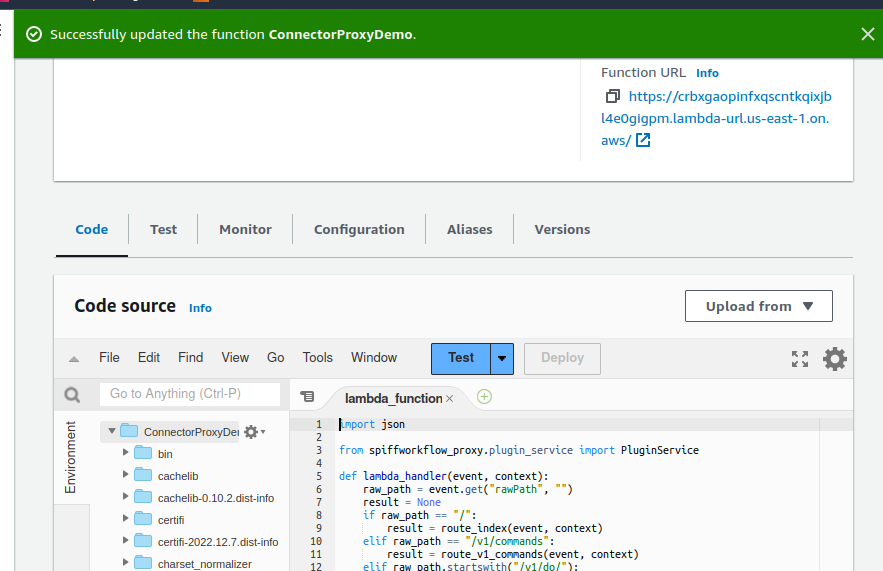 Successfully updated the function ConnectorProxyDemo.
Function URL Info
https://crbxgaopinfxqscntkqixjb
l4e0gigpm.lambda-url.us-east-1.on.
aws/
Code Test Monitor Configuration Aliases Versions
Code source Info
Upload from
File Edit Find View Go Tools Window Test Deploy
Go to Anything (Ctrl-P)
lambda_function
Environment
ConnectorProxyDer
bin
cachelib
cachelib-0.10.2.dist-info
certifi
certifi-2022.12.7.dist-info
charset_normalizer
1 import json
2
3 from spiffworkflow_proxy.plugin_service import PluginService
4
5 def lambda_handler(event, context):
6 raw_path = event.get("rawPath", "")
7 result = None
8 if raw_path == "/":
9 result = route_index(event, context)
10 elif raw_path == "/v1/commands":
11 result = route_v1_commands(event, context)
12 elif raw_path.startswith("/v1/do/"):